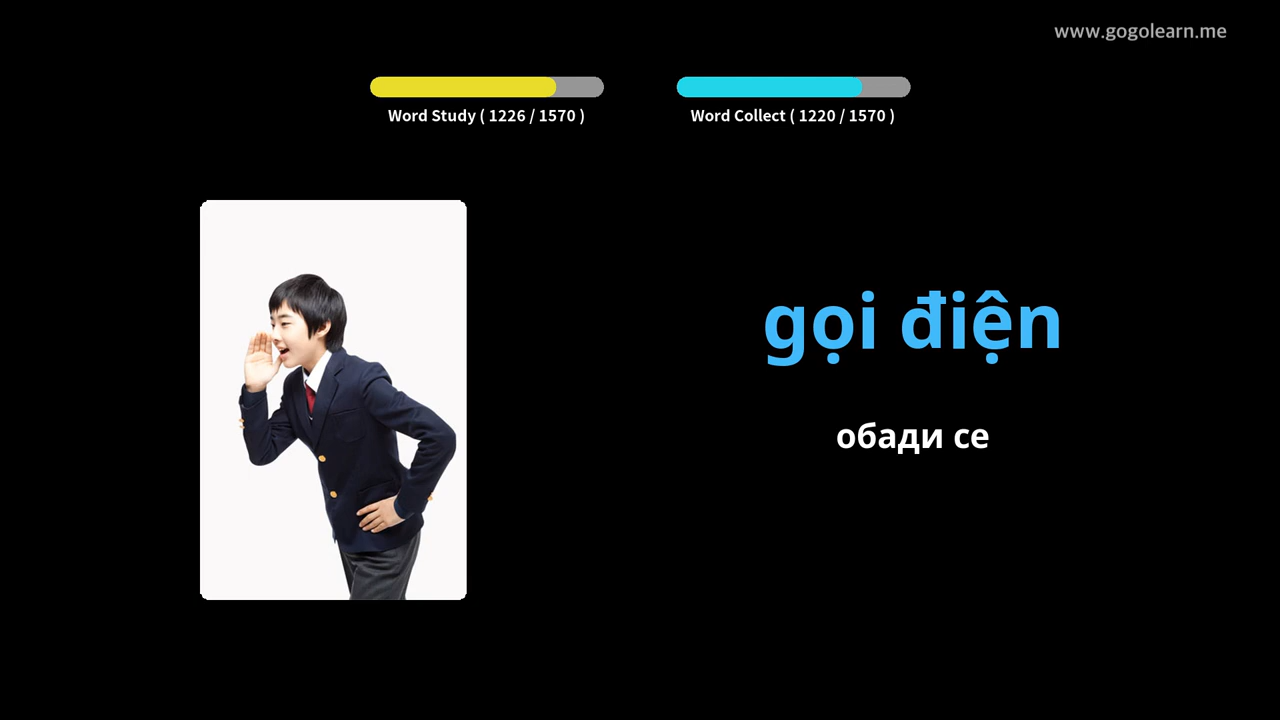 www.gogolearn.me
Word Study ( 1226 / 1570 )
Word Collect ( 1220 / 1570 )
gọi điện
обади се